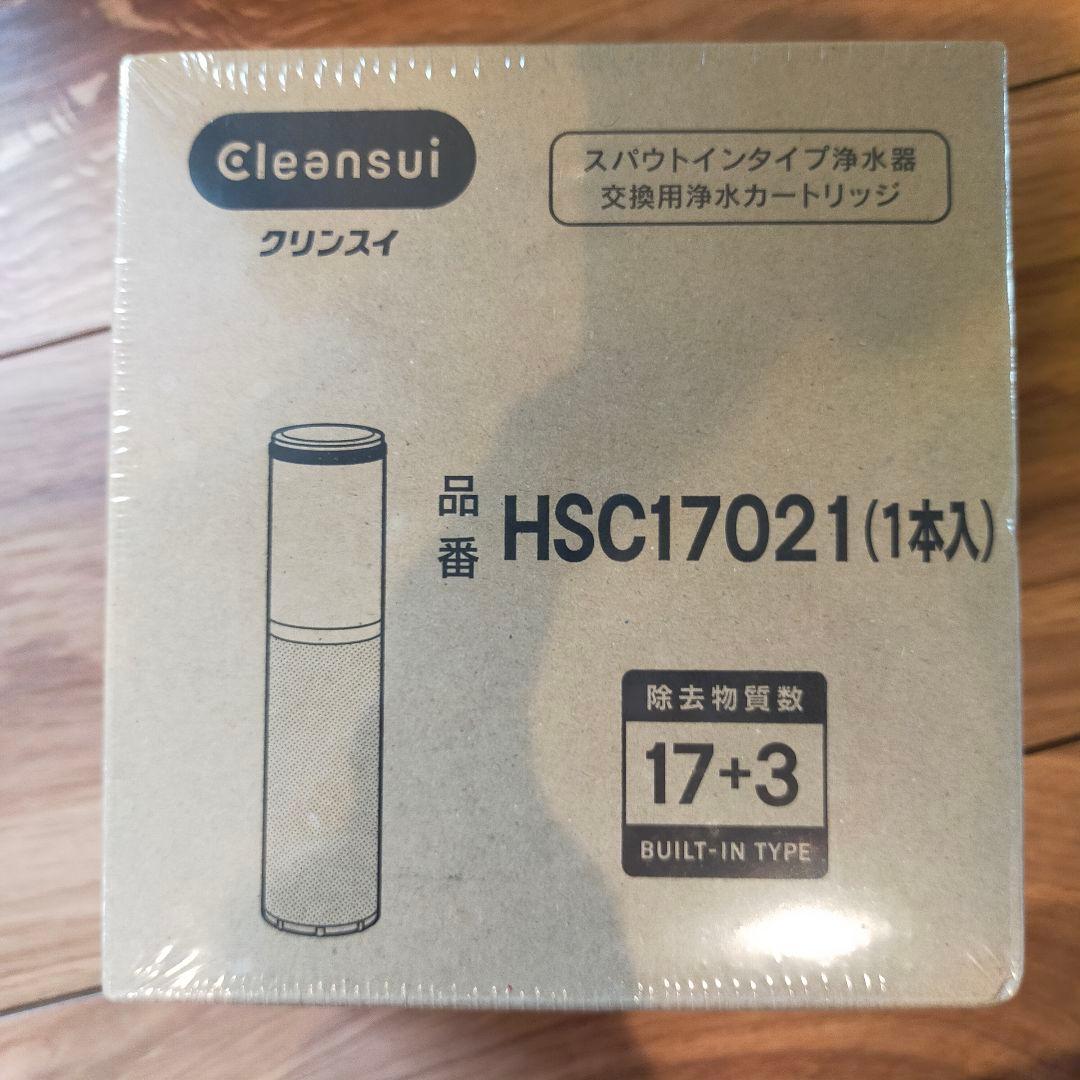 Cleansui
クリンスイ
スパウトインタイプ浄水器
交換用浄水カートリッジ
品番 HSC17021(1本入)
除去物質数
17+3
BUILT-IN TYPE